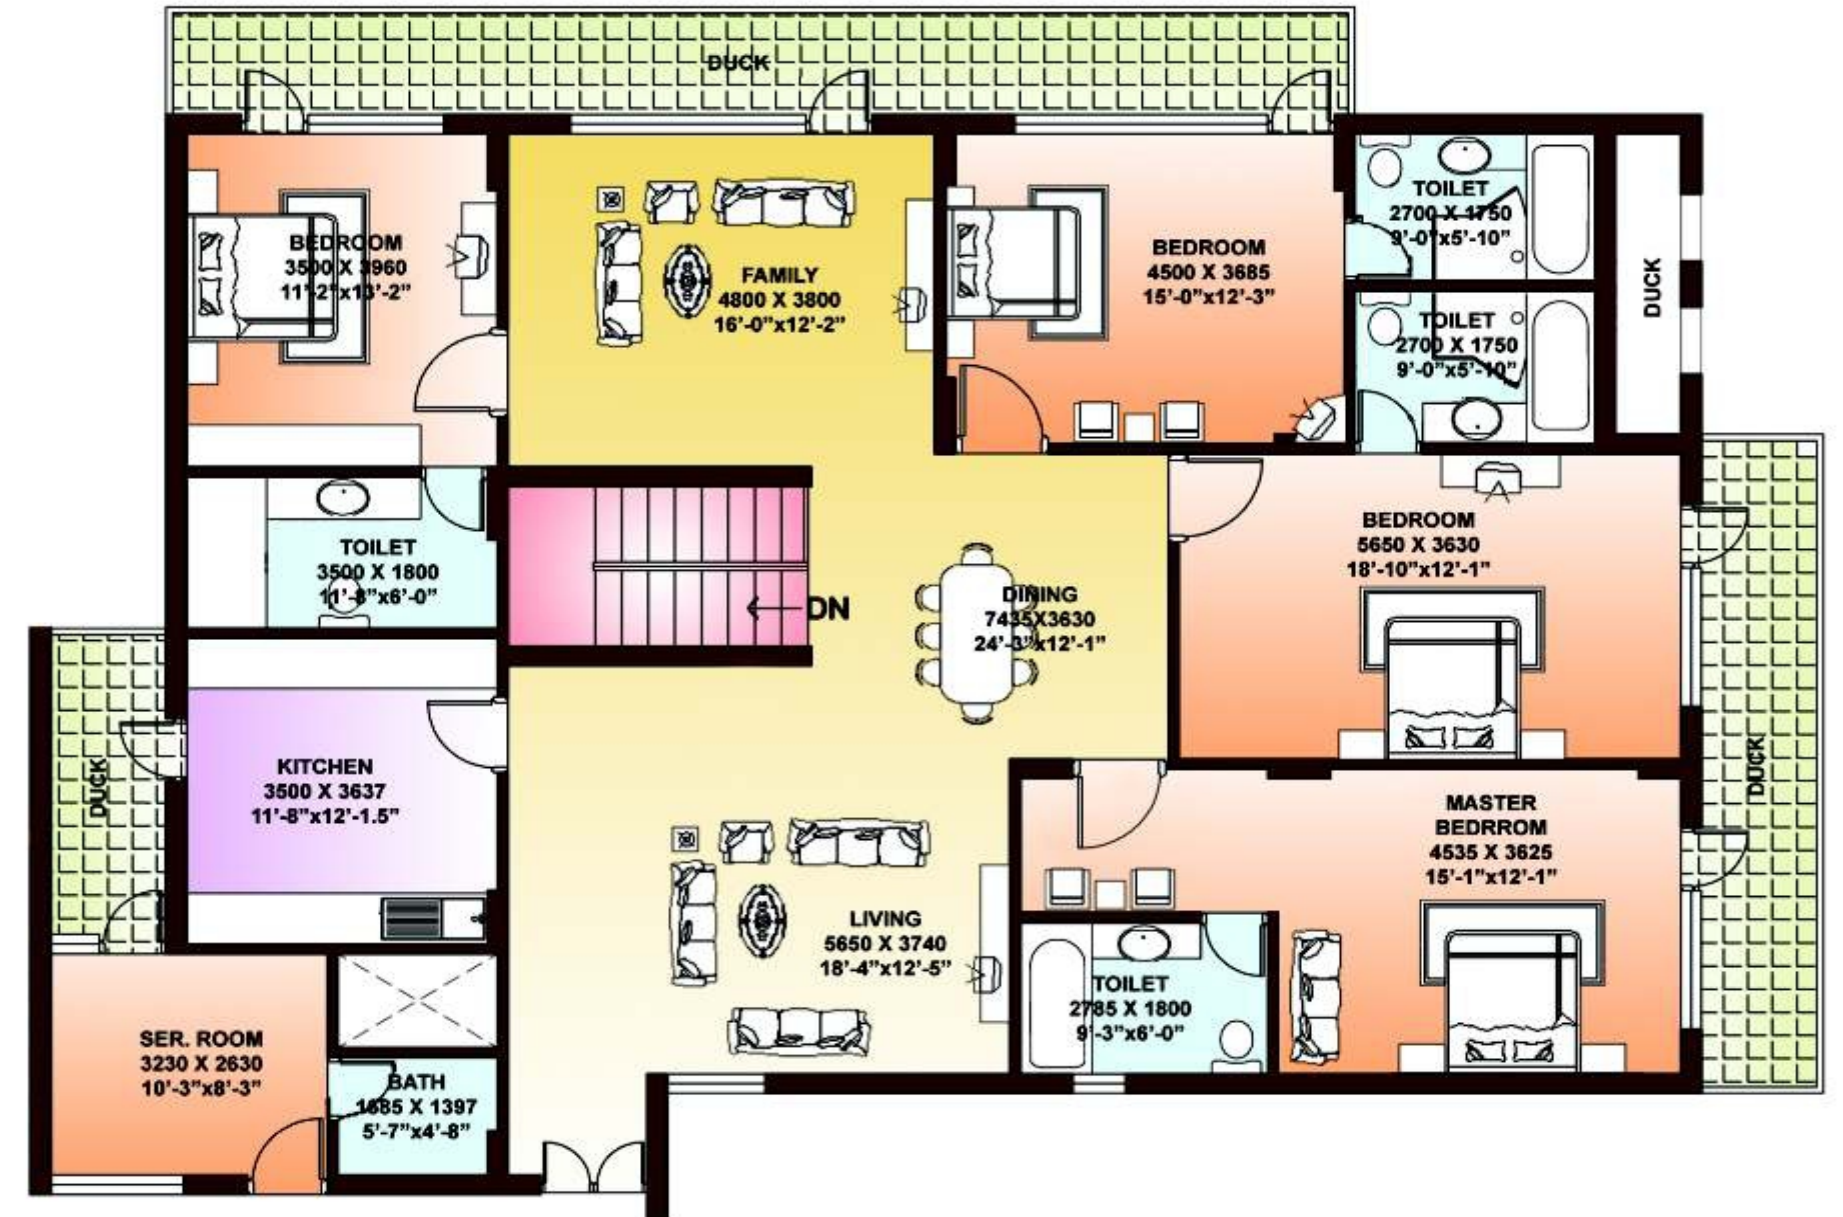 DUCK
BEDROOM
3500 X 3960
11'-2"x13'-2"
FAMILY
4800 X 3800
16'-0"x12'-2"
BEDROOM
4500 X 3685
15'-0"x12'-3"
TOILET
2700 X 1750
9'-0"x5'-10"
TOILET
2700 X 1750
9'-0"x5'-10"
DUCK
TOILET
3500 X 1800
11'-8"x6'-0"
DN
DINING
7435X3630
24'-3"x12'-1"
BEDROOM
5650 X 3630
18'-10"x12'-1"
DUCK
KITCHEN
3500 X 3637
11'-8"x12'-1.5"
DUCK
MASTER
BEDRROM
4535 X 3625
15'-1"x12'-1"
LIVING
5650 X 3740
18'-4"x12'-5"
TOILET
2785 X 1800
9'-3"x6'-0"
SER. ROOM
3230 X 2630
10'-3"x8'-3"
BATH
1685 X 1397
5'-7"x4'-8"